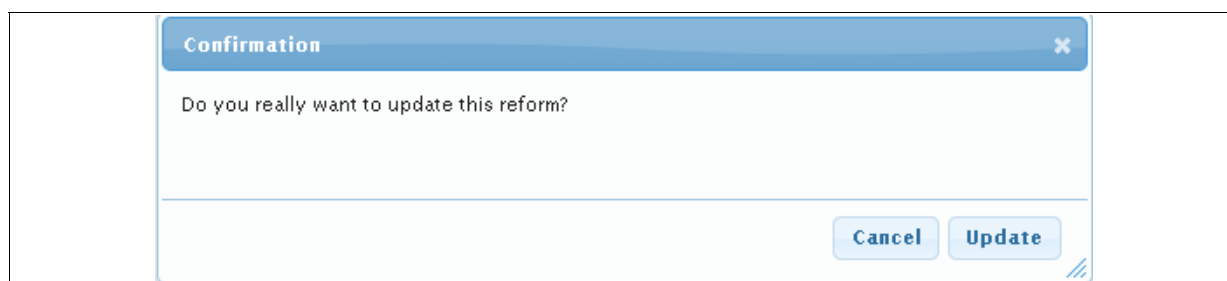 Confirmation
Do you really want to update this reform?
Cancel Update